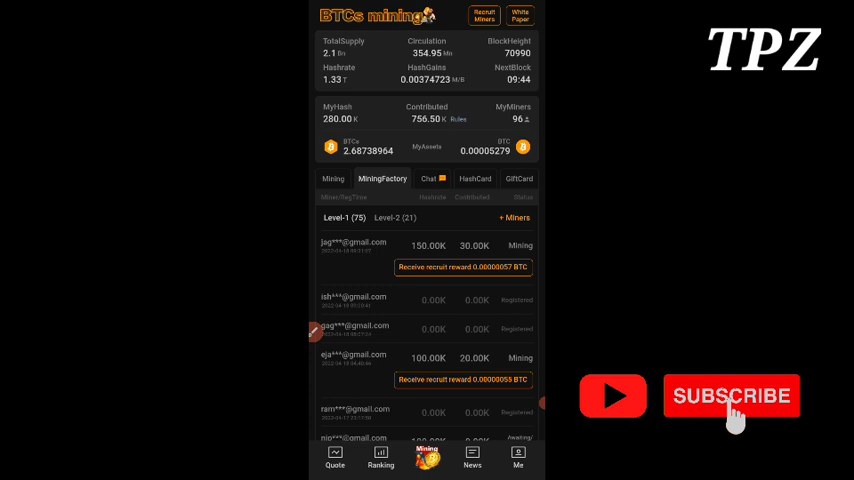 BTCs mining
Recruit Miners
White Paper
TPZ
TotalSupply Circulation BlockHeight
2.1 Bn 354.95 Mn 70990
Hashrate HashGains NextBlock
1.33 T 0.00374723 M/B 09:44
MyHash Contributed MyMiners
280.00 K 756.50 K Rules 96
BTCs MyAssets BTC
2.68738964 0.00005279
Mining MiningFactory Chat HashCard GiftCard
Miner/RegTime Hashrate Contributed Status
Level-1 (75) Level-2 (21) + Miners
jag***@gmail.com 150.00K 30.00K Mining
Receive recruit reward 0.00000057 BTC
ish***@gmail.com 0.00K 0.00K Registered
gag***@gmail.com 0.00K 0.00K Registered
eja***@gmail.com 100.00K 20.00K Mining
Receive recruit reward 0.00000055 BTC
SUBSCRIBE
ram***@gmail.com 0.00K 0.00K Registered
Awaiting/
Mining
Quote Ranking News Me